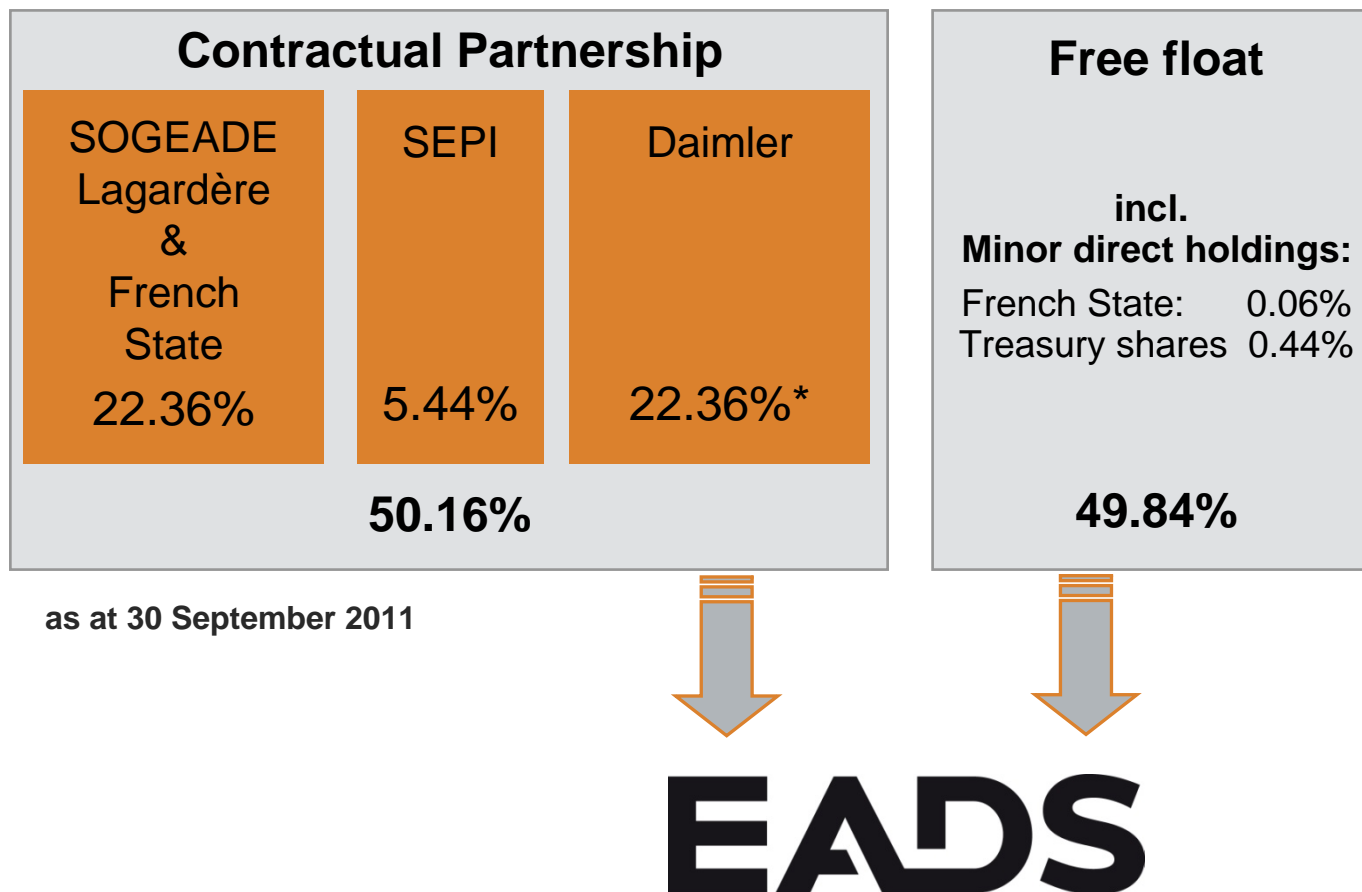 Contractual Partnership
SOGEADE
Lagardère
&
French
State
22.36%
SEPI
5.44%
Daimler
22.36%*
50.16%
Free float
incl.
Minor direct holdings:
French State: 0.06%
Treasury shares 0.44%
49.84%
as at 30 September 2011
EADS